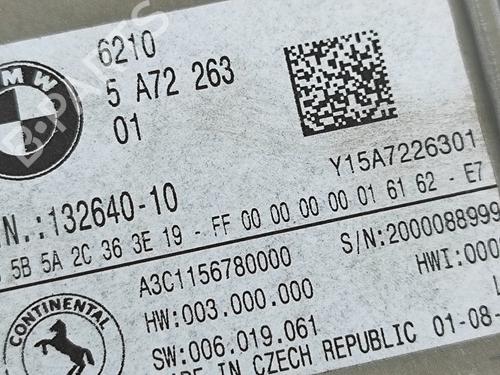 BMW
6210
5 A72 263
01
Y15A7226301
N.:132640-10
5B 5A 2C 36 3E 19 - FF 00 00 00 00 01 61 62 - E7
CONTINENTAL
A3C1156780000
S/N:2000088999
HW:003.000.000
HWI:000
SW:006.019.061
IN CZECH REPUBLIC 01-08-
B-PARTS